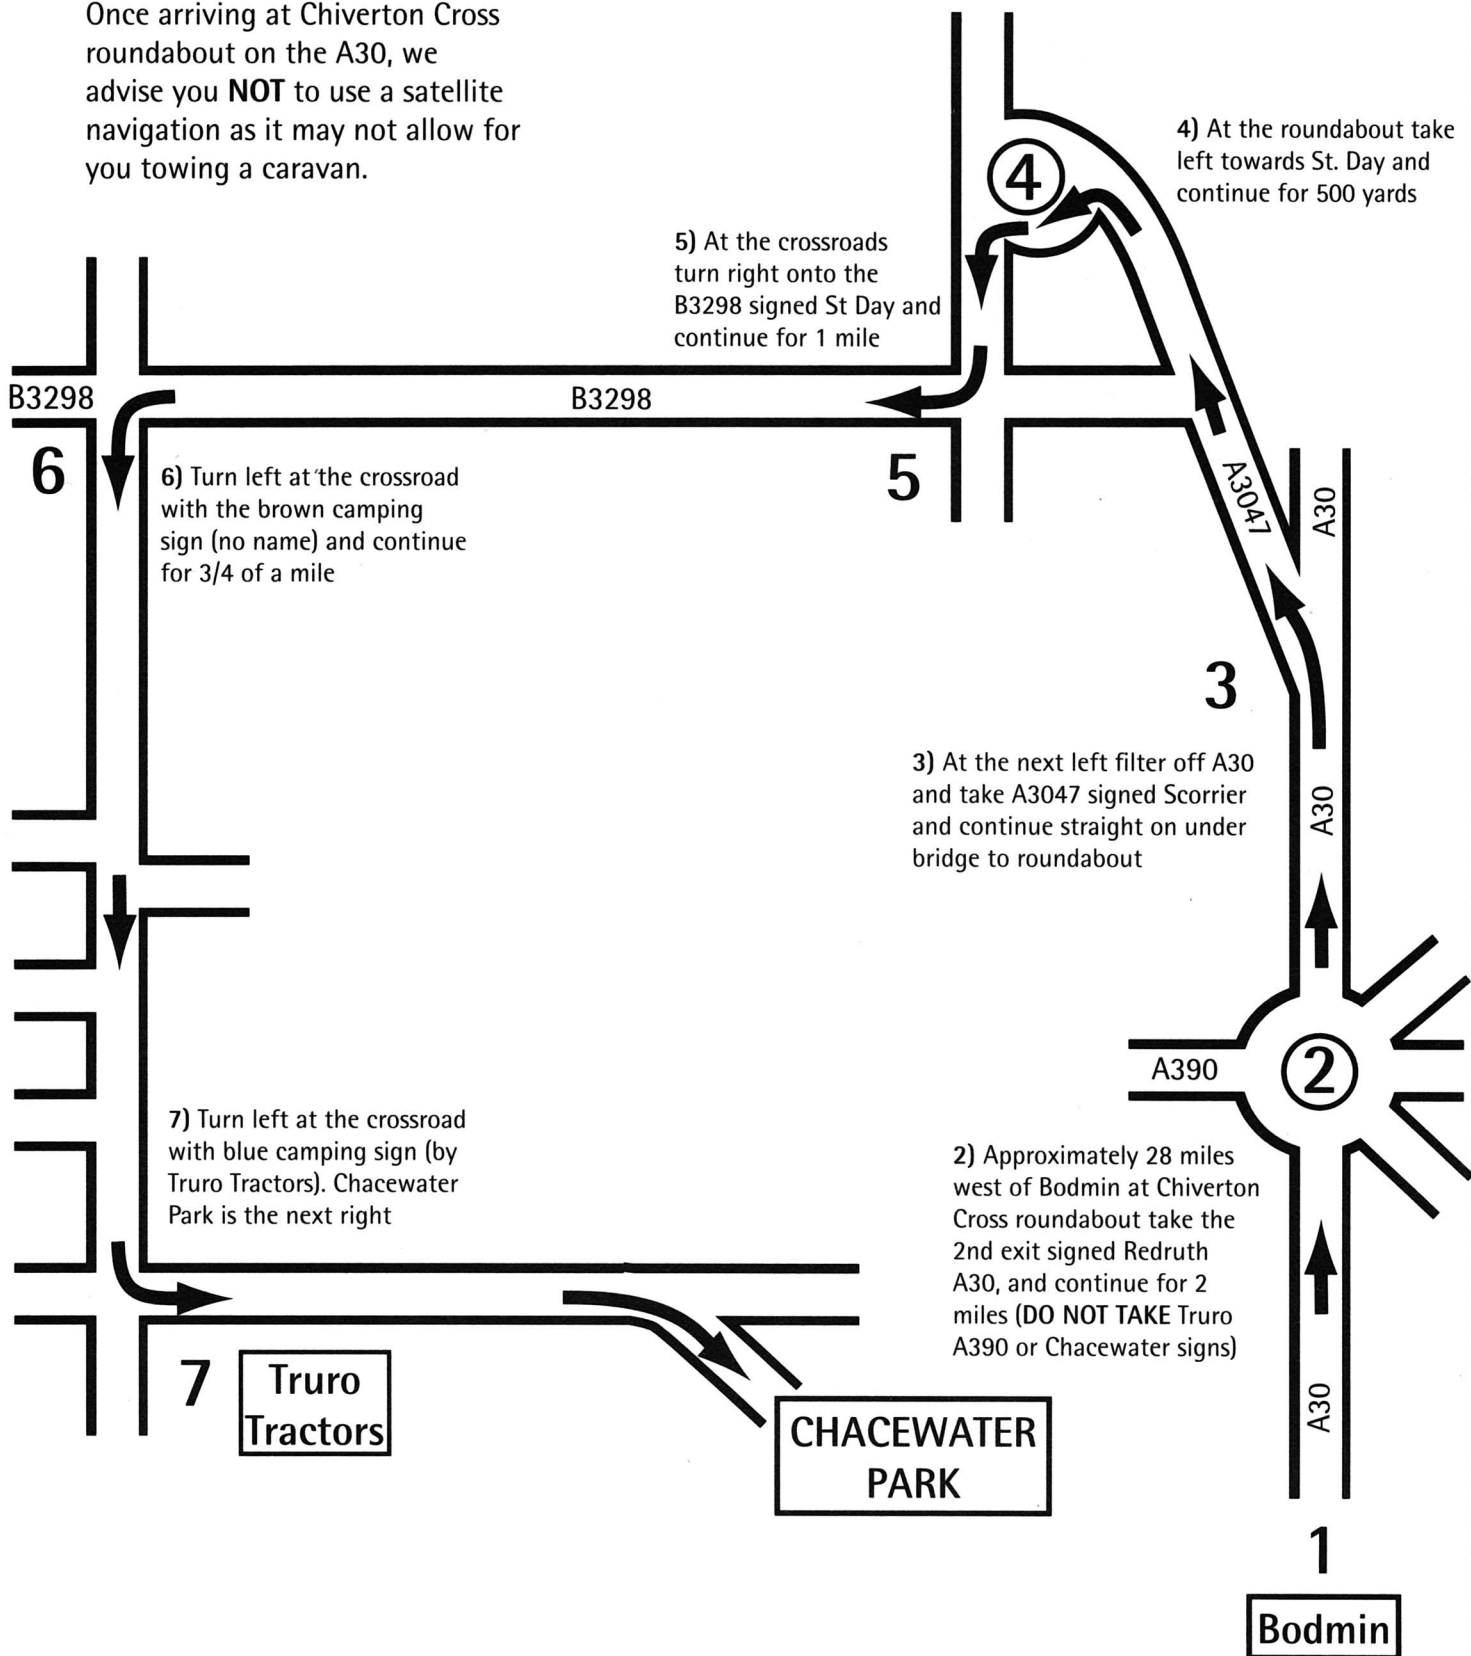 Once arriving at Chiverton Cross
roundabout on the A30, we
advise you NOT to use a satellite
navigation as it may not allow for
you towing a caravan.
4
4) At the roundabout take
left towards St. Day and
continue for 500 yards
5) At the crossroads
turn right onto the
B3298 signed St Day and
continue for 1 mile
B3298
B3298
6
6) Turn left at the crossroad
with the brown camping
sign (no name) and continue
for 3/4 of a mile
5
A3047
A30
3
3) At the next left filter off A30
and take A3047 signed Scorrier
and continue straight on under
bridge to roundabout
A30
A390
2
7) Turn left at the crossroad
with blue camping sign (by
Truro Tractors). Chacewater
Park is the next right
2) Approximately 28 miles
west of Bodmin at Chiverton
Cross roundabout take the
2nd exit signed Redruth
A30, and continue for 2
miles (DO NOT TAKE Truro
A390 or Chacewater signs)
7
Truro
Tractors
CHACEWATER
PARK
A30
1
Bodmin